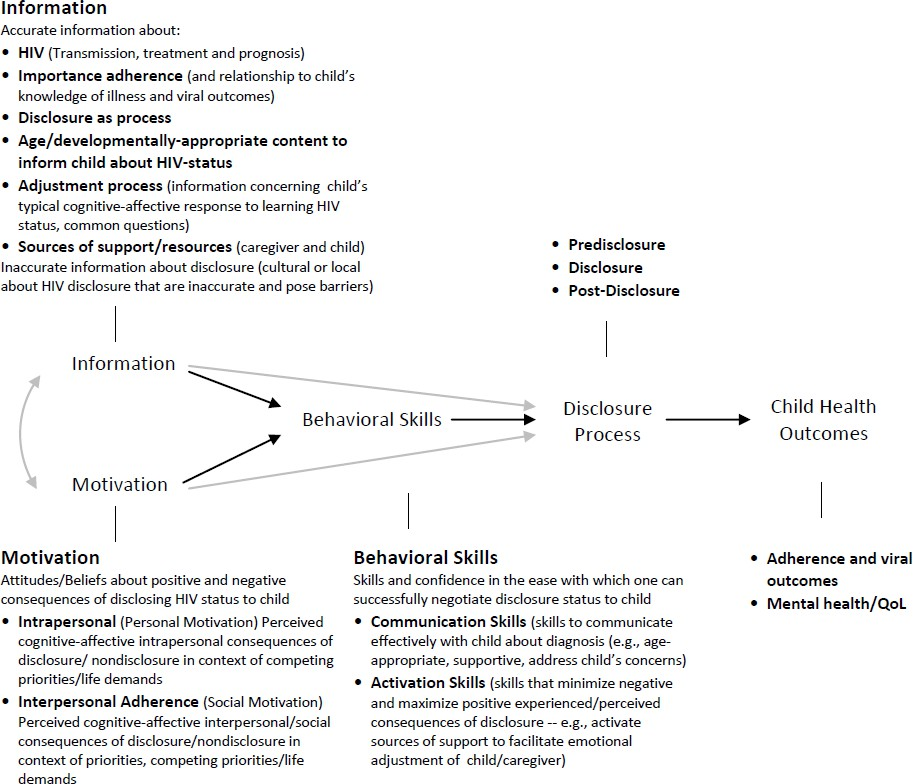 Information
Accurate information about:
• HIV (Transmission, treatment and prognosis)
• Importance adherence (and relationship to child's
knowledge of illness and viral outcomes)
• Disclosure as process
• Age/developmentally-appropriate content to
inform child about HIV-status
• Adjustment process (information concerning child's
typical cognitive-affective response to learning HIV
status, common questions)
• Sources of support/resources (caregiver and child)
Inaccurate information about disclosure (cultural or local
about HIV disclosure that are inaccurate and pose barriers)
• Predisclosure
• Disclosure
• Post-Disclosure
Information
Behavioral Skills
Disclosure
Process
Child Health
Outcomes
Motivation
Motivation
Attitudes/Beliefs about positive and negative
consequences of disclosing HIV status to child
• Intrapersonal (Personal Motivation) Perceived
cognitive-affective intrapersonal consequences of
disclosure/ nondisclosure in context of competing
priorities/life demands
• Interpersonal Adherence (Social Motivation)
Perceived cognitive-affective interpersonal/social
consequences of disclosure/nondisclosure in
context of priorities, competing priorities/life
demands
Behavioral Skills
Skills and confidence in the ease with which one can
successfully negotiate disclosure status to child
• Communication Skills (skills to communicate
effectively with child about diagnosis (e.g., age-
appropriate, supportive, address child's concerns)
• Activation Skills (skills that minimize negative
and maximize positive experienced/perceived
consequences of disclosure -- e.g., activate
sources of support to facilitate emotional
adjustment of child/caregiver)
• Adherence and viral
outcomes
• Mental health/QoL